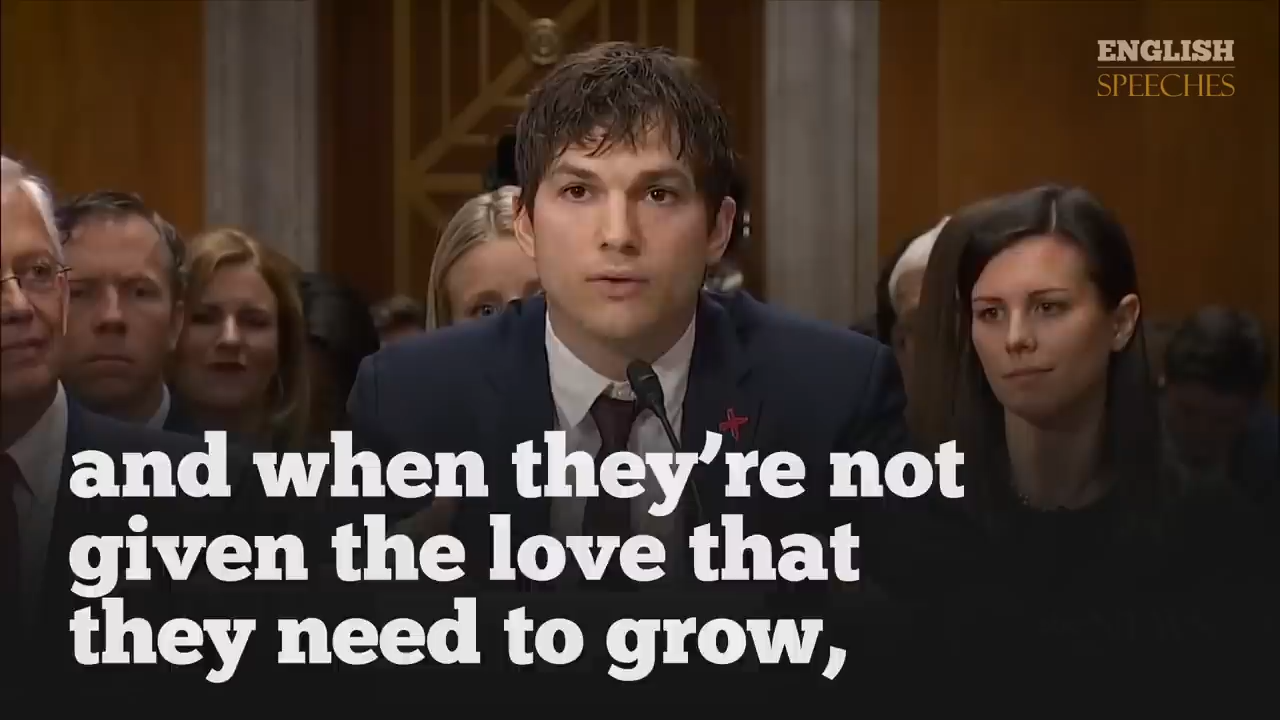 ENGLISH
SPEECHES
and when they’re not
given the love that
they need to grow,